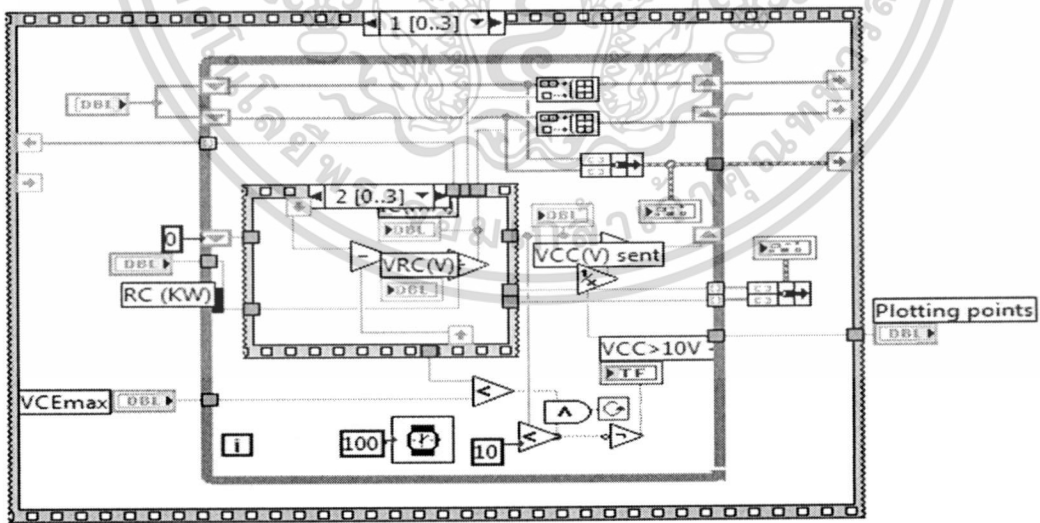 1 [0..3]
DBL
2 [0..3]
DBL
DBL
0
VRC(V)
VCC(V) sent
DBL
DBL
RC (KW)
Plotting points
DBL
VCC>10V
TF
VCEmax
DBL
i
100
10